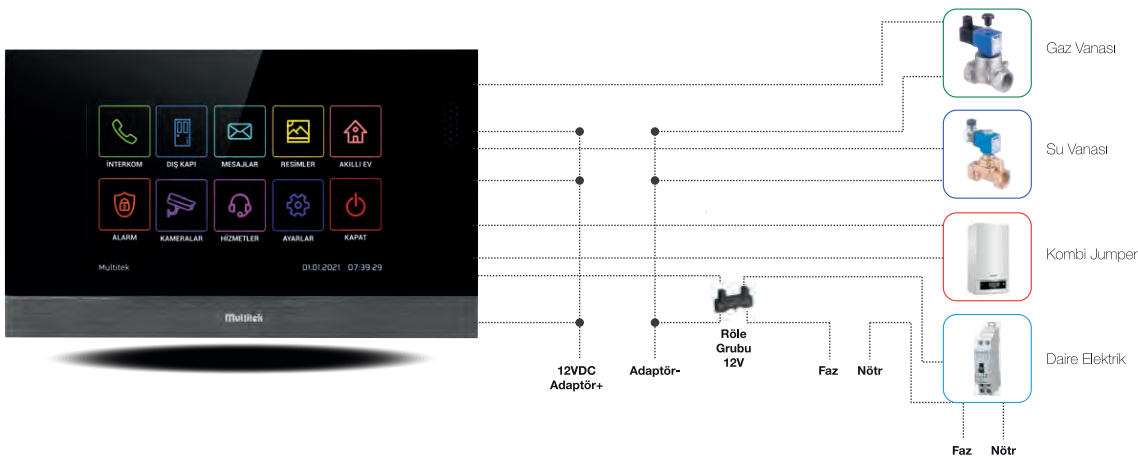 İNTERKOM
DIŞ KAPI
MESAJLAR
RESİMLER
AKILLI EV
ALARM
KAMERALAR
HİZMETLER
AYARLAR
KAPAT
Multitek
01.01.2021 07:39:29
multitek
12VDC
Adaptör+
Adaptör-
Röle
Grubu
12V
Faz
Nötr
Gaz Vanası
Su Vanası
Kombi Jumper
Daire Elektrik
Faz
Nötr